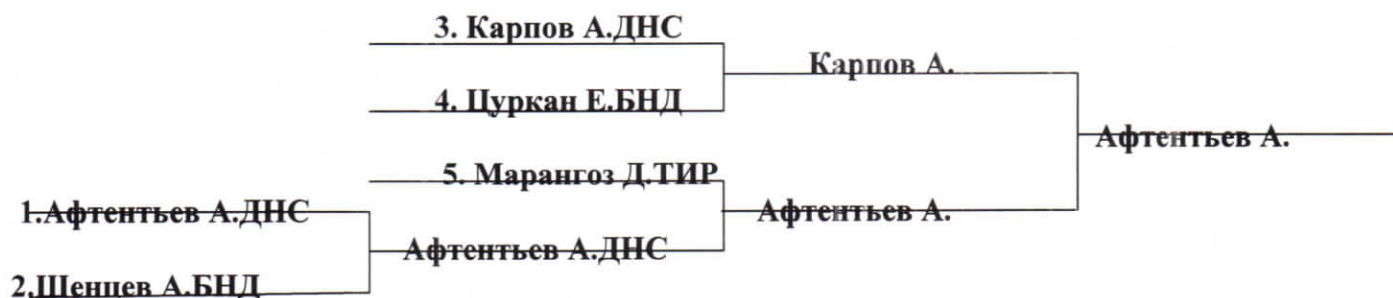 3. Карпов А.ДНС
Карпов А.
4. Цуркан Е.БНД
Афтентьев А.
5. Марангоз Д.ТИР
1.Афтентьев А.ДНС
Афтентьев А.
Афтентьев А.ДНС
2.Шенцев А.БНД